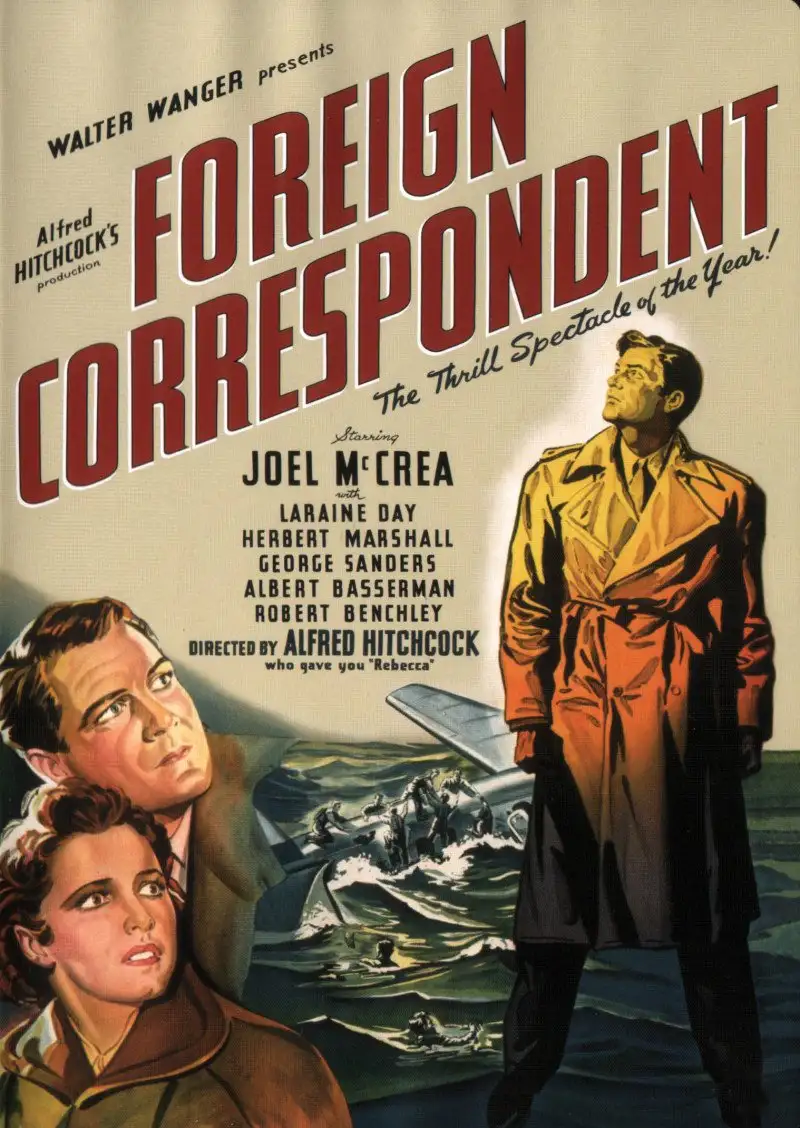 WALTER WANGER presents
Alfred
HITCHCOCK'S
production
FOREIGN
CORRESPONDENT
The Thrill Spectacle of the Year!
Starring
JOEL McCREA
with
LARAINE DAY
HERBERT MARSHALL
GEORGE SANDERS
ALBERT BASSERMAN
ROBERT BENCHLEY
DIRECTED BY ALFRED HITCHCOCK
who gave you "Rebecca"